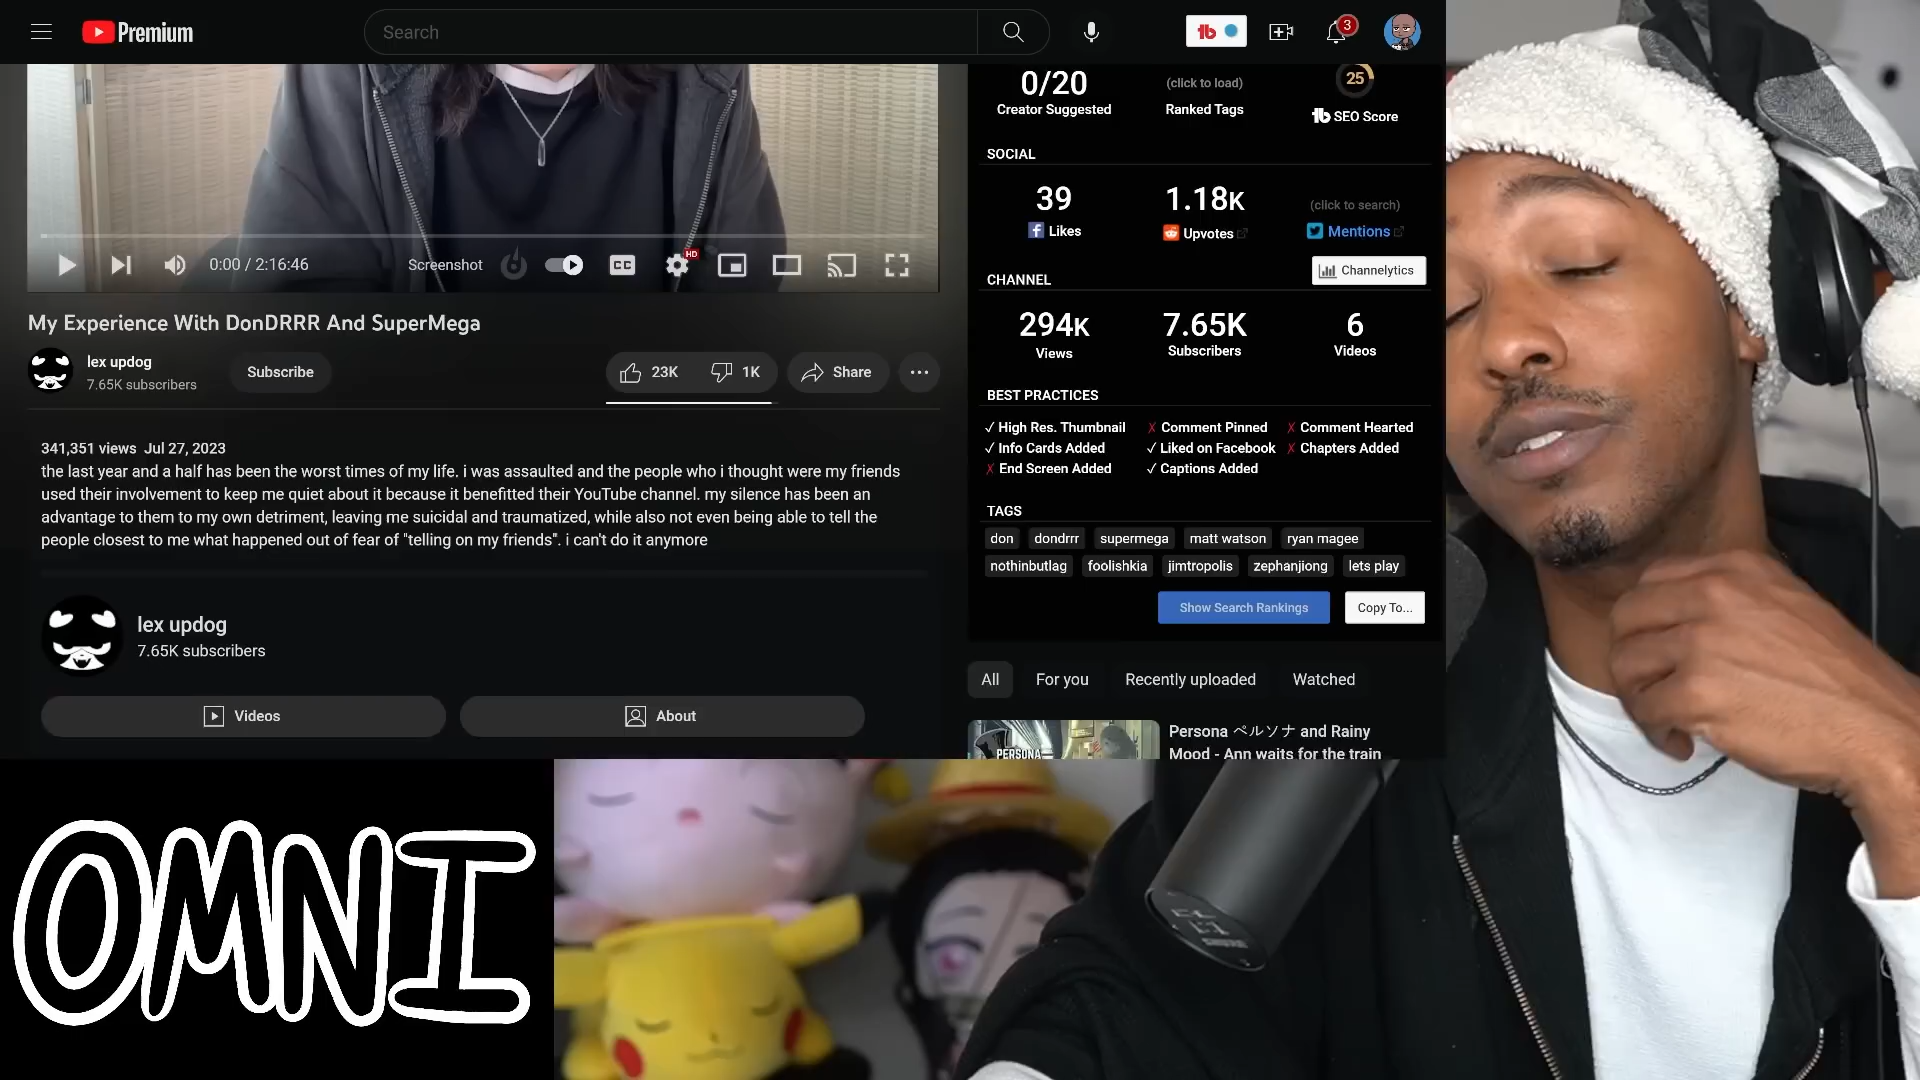 Premium
Search
3
0/20
Creator Suggested
(click to load)
Ranked Tags
25
SEO Score
SOCIAL
39
Likes
1.18K
Upvotes
(click to search)
Mentions
CHANNEL
Channelytics
294K
Views
7.65K
Subscribers
6
Videos
BEST PRACTICES
✓ High Res. Thumbnail
✗ Comment Pinned
✗ Comment Hearted
✓ Info Cards Added
✓ Liked on Facebook
✗ Chapters Added
✗ End Screen Added
✓ Captions Added
TAGS
don dondrrr supermega matt watson ryan magee
nothinbutlag foolishkia jimtropolis zephanjiong lets play
Show Search Rankings
Copy To...
0:00 / 2:16:46
Screenshot
CC
HD
My Experience With DonDRRR And SuperMega
lex updog
7.65K subscribers
Subscribe
23K
1K
Share
341,351 views Jul 27, 2023
the last year and a half has been the worst times of my life. i was assaulted and the people who i thought were my friends
used their involvement to keep me quiet about it because it benefitted their YouTube channel. my silence has been an
advantage to them to my own detriment, leaving me suicidal and traumatized, while also not even being able to tell the
people closest to me what happened out of fear of "telling on my friends". i can't do it anymore
lex updog
7.65K subscribers
Videos
About
All
For you
Recently uploaded
Watched
PERSONA
Persona ペルソナ and Rainy
Mood - Ann waits for the train
OMNI